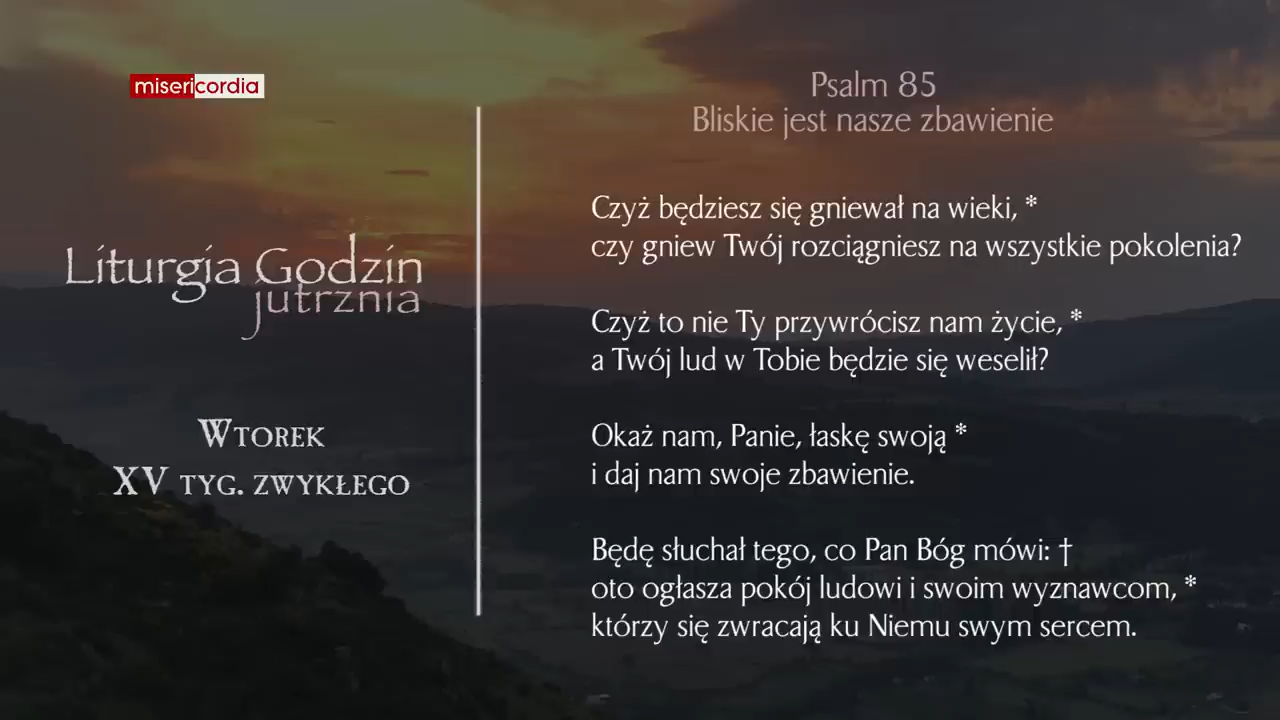 misericordia
Liturgia Godzin
jutrznia
Wtorek
XV tyg. zwykłego
Psalm 85
Bliskie jest nasze zbawienie
Czyż będziesz się gniewał na wieki, *
czy gniew Twój rozciągniesz na wszystkie pokolenia?
Czyż to nie Ty przywrócisz nam życie, *
a Twój lud w Tobie będzie się weselił?
Okaż nam, Panie, łaskę swoją *
i daj nam swoje zbawienie.
Będę słuchał tego, co Pan Bóg mówi: †
oto ogłasza pokój ludowi i swoim wyznawcom, *
którzy się zwracają ku Niemu swym sercem.